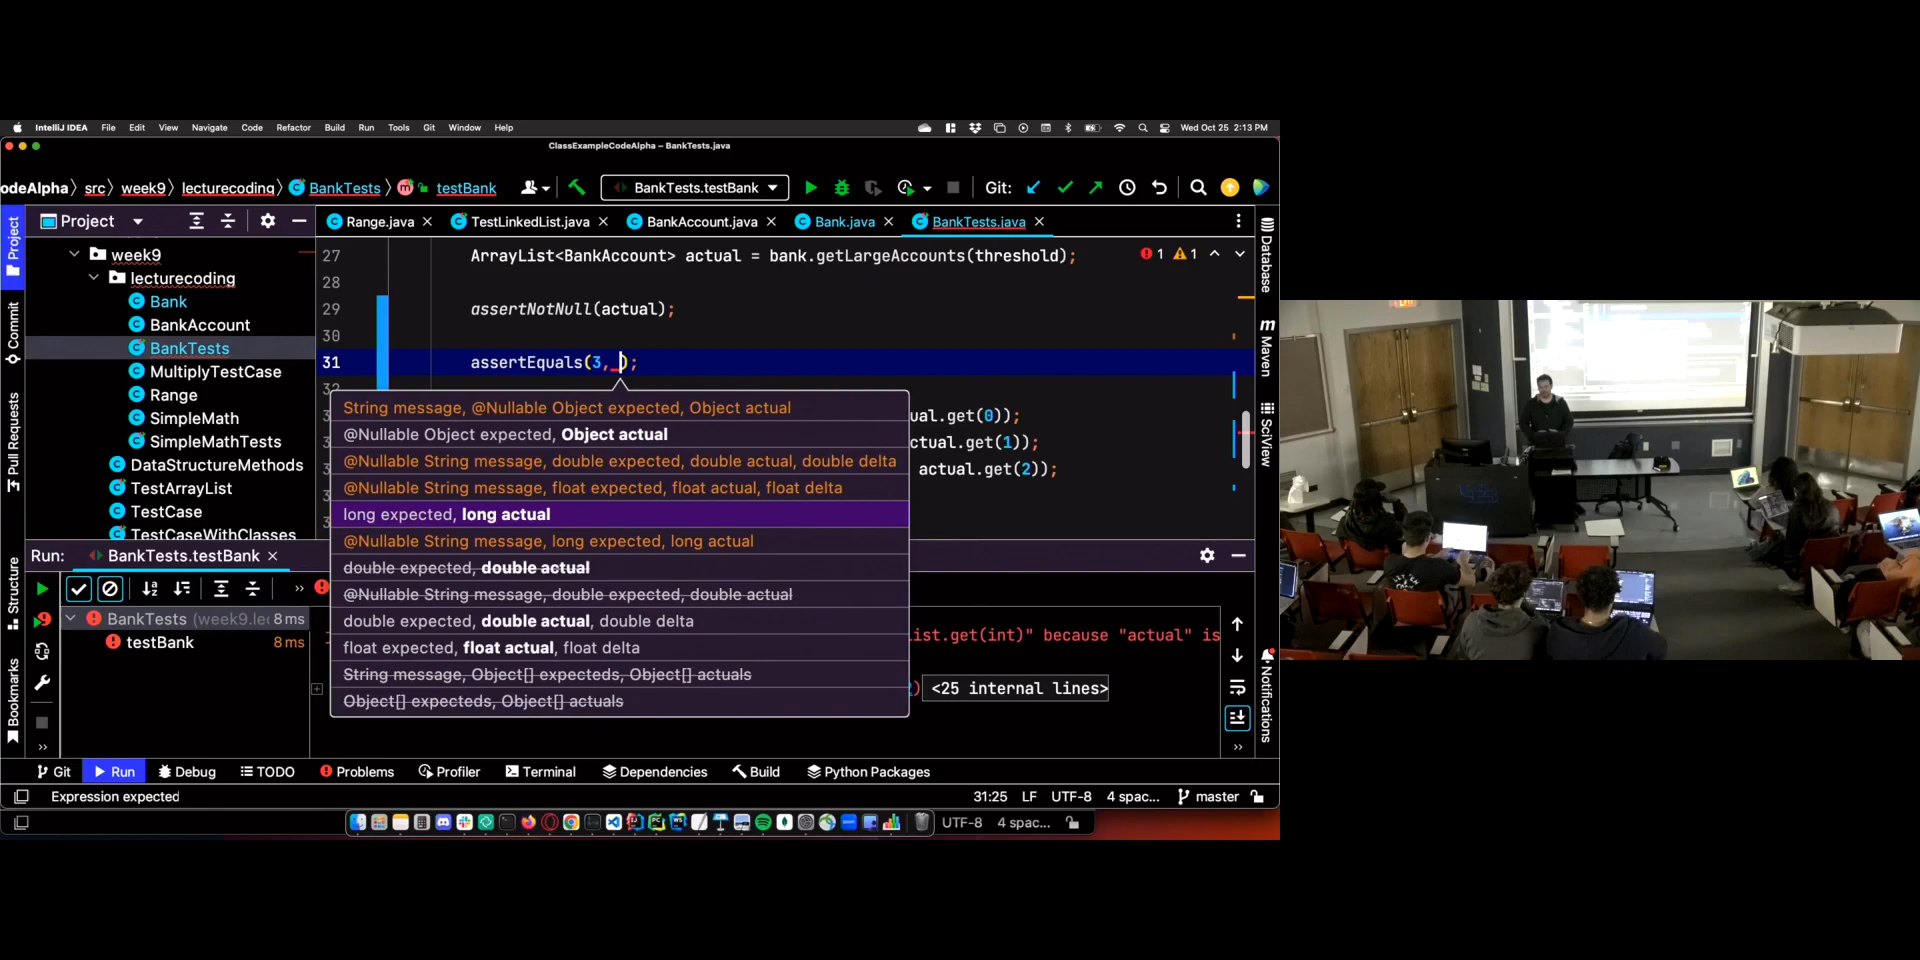 IntelliJ IDEA File Edit View Navigate Code Refactor Build Run Tools Git Window Help Wed Oct 25 2:13 PM
ClassExampleCodeAlpha – BankTests.java
odeAlpha src week9 lecturecoding BankTests testBank BankTests.testBank Git:
Project Range.java TestLinkedList.java BankAccount.java Bank.java BankTests.java
Project
Commit
Pull Requests
Structure
Bookmarks
week9
lecturecoding
Bank
BankAccount
BankTests
MultiplyTestCase
Range
SimpleMath
SimpleMathTests
DataStructureMethods
TestArrayList
TestCase
TestCaseWithClasses
27 ArrayList<BankAccount> actual = bank.getLargeAccounts(threshold); 1 1
28
29 assertNotNull(actual);
30
31 assertEquals(3, );
ual.get(0));
ctual.get(1));
actual.get(2));
String message, @Nullable Object expected, Object actual
@Nullable Object expected, Object actual
@Nullable String message, double expected, double actual, double delta
@Nullable String message, float expected, float actual, float delta
long expected, long actual
@Nullable String message, long expected, long actual
double expected, double actual
@Nullable String message, double expected, double actual
double expected, double actual, double delta
float expected, float actual, float delta
String message, Object[] expecteds, Object[] actuals
Object[] expecteds, Object[] actuals
Database
Maven
SciView
Notifications
Run: BankTests.testBank
BankTests (week9.le 8 ms
testBank 8 ms
ist.get(int)" because "actual" is
<25 internal lines>
Git Run Debug TODO Problems Profiler Terminal Dependencies Build Python Packages
Expression expected 31:25 LF UTF-8 4 spac... master
UTF-8 4 spac...